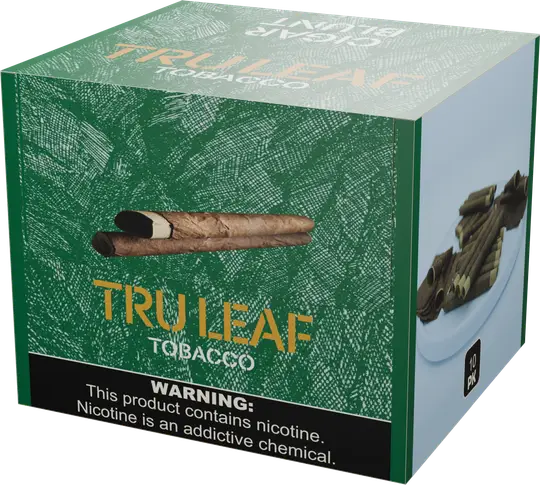 CIGAR
BLUNT
TRU LEAF
TOBACCO
TRU LEAF
TOBACCO
WARNING:
This product contains nicotine.
Nicotine is an addictive chemical.
10
PK